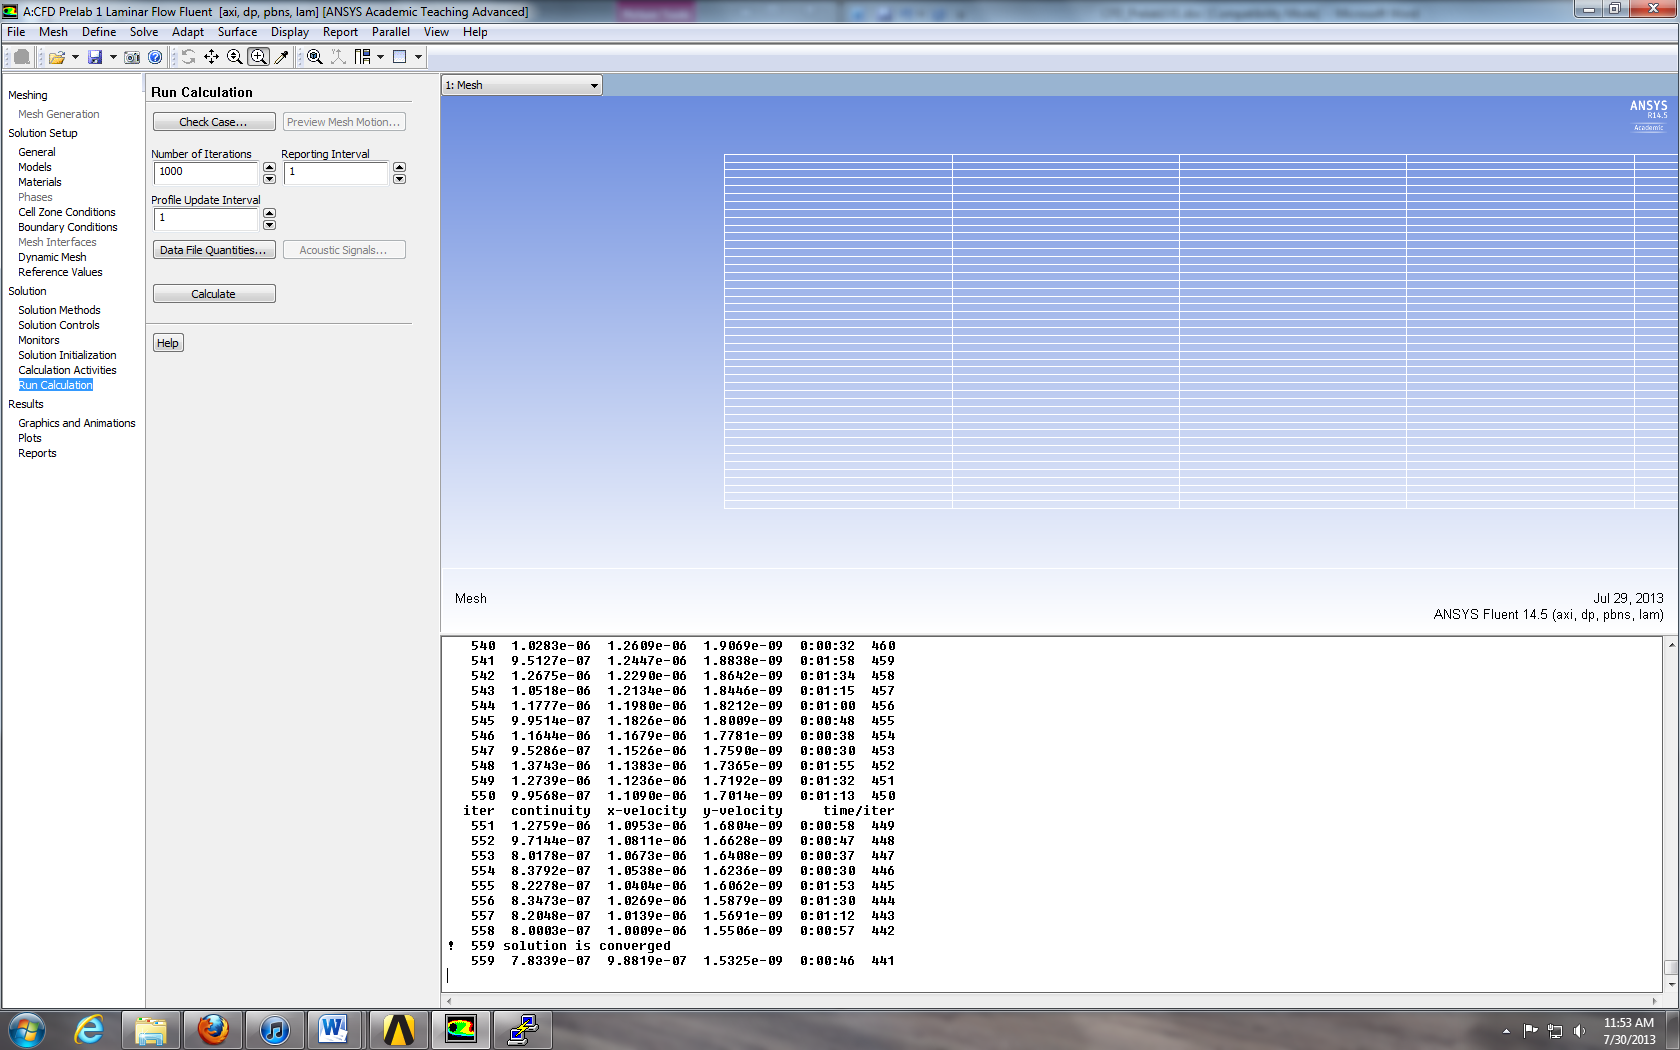 A:CFD Prelab 1 Laminar Flow Fluent [axi, dp, pbns, lam] [ANSYS Academic Teaching Advanced]
File Mesh Define Solve Adapt Surface Display Report Parallel View Help
Meshing
Mesh Generation
Solution Setup
General
Models
Materials
Phases
Cell Zone Conditions
Boundary Conditions
Mesh Interfaces
Dynamic Mesh
Reference Values
Solution
Solution Methods
Solution Controls
Monitors
Solution Initialization
Calculation Activities
Run Calculation
Results
Graphics and Animations
Plots
Reports
Run Calculation
Check Case... Preview Mesh Motion...
Number of Iterations Reporting Interval
1000 1
Profile Update Interval
1
Data File Quantities... Acoustic Signals...
Calculate
Help
1: Mesh
ANSYS
R14.5
Academic
Mesh
Jul 29, 2013
ANSYS Fluent 14.5 (axi, dp, pbns, lam)
540 1.0283e-06 1.2609e-06 1.9069e-09 0:00:32 460
541 9.5127e-07 1.2447e-06 1.8838e-09 0:01:58 459
542 1.2675e-06 1.2290e-06 1.8642e-09 0:01:34 458
543 1.0518e-06 1.2134e-06 1.8446e-09 0:01:15 457
544 1.1777e-06 1.1980e-06 1.8212e-09 0:01:00 456
545 9.9514e-07 1.1826e-06 1.8009e-09 0:00:48 455
546 1.1644e-06 1.1679e-06 1.7781e-09 0:00:38 454
547 9.5286e-07 1.1526e-06 1.7590e-09 0:00:30 453
548 1.3743e-06 1.1383e-06 1.7365e-09 0:01:55 452
549 1.2739e-06 1.1236e-06 1.7192e-09 0:01:32 451
550 9.9568e-07 1.1090e-06 1.7014e-09 0:01:13 450
iter continuity x-velocity y-velocity time/iter
551 1.2759e-06 1.0953e-06 1.6804e-09 0:00:58 449
552 9.7144e-07 1.0811e-06 1.6628e-09 0:00:47 448
553 8.0178e-07 1.0673e-06 1.6408e-09 0:00:37 447
554 8.3792e-07 1.0538e-06 1.6236e-09 0:00:30 446
555 8.2278e-07 1.0404e-06 1.6062e-09 0:01:53 445
556 8.3473e-07 1.0269e-06 1.5879e-09 0:01:30 444
557 8.2048e-07 1.0139e-06 1.5691e-09 0:01:12 443
558 8.0003e-07 1.0009e-06 1.5506e-09 0:00:57 442
! 559 solution is converged
559 7.8339e-07 9.8819e-07 1.5325e-09 0:00:46 441
11:53 AM
7/30/2013